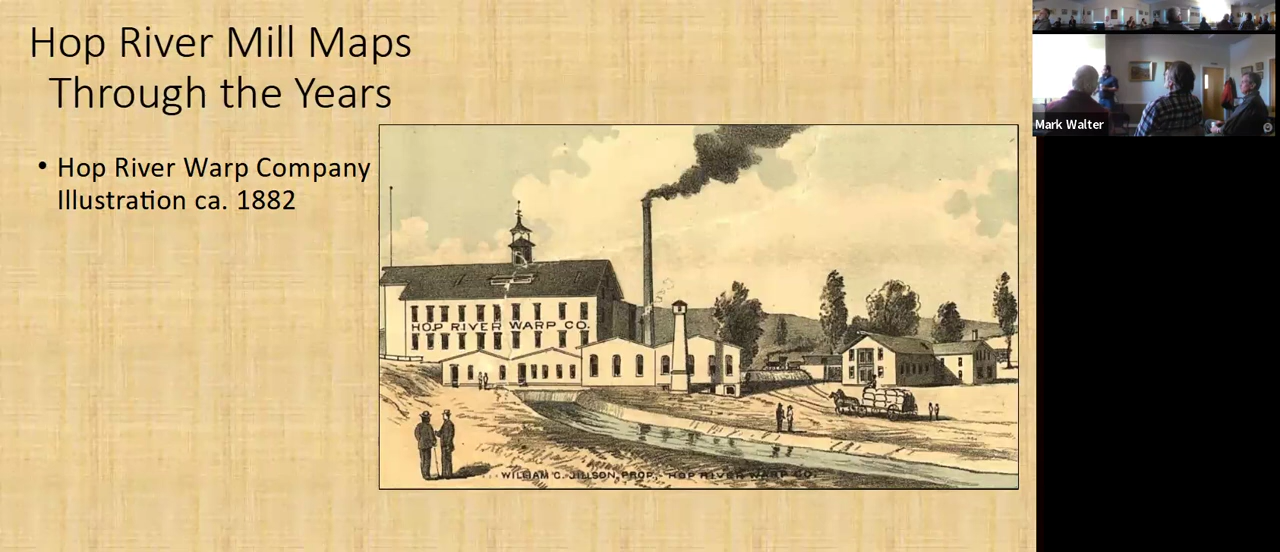 Hop River Mill Maps
Through the Years
• Hop River Warp Company
Illustration ca. 1882
HOP RIVER WARP CO.
WILLIAM C. JILLSON, PROP., HOP RIVER WARP CO.
Mark Walter